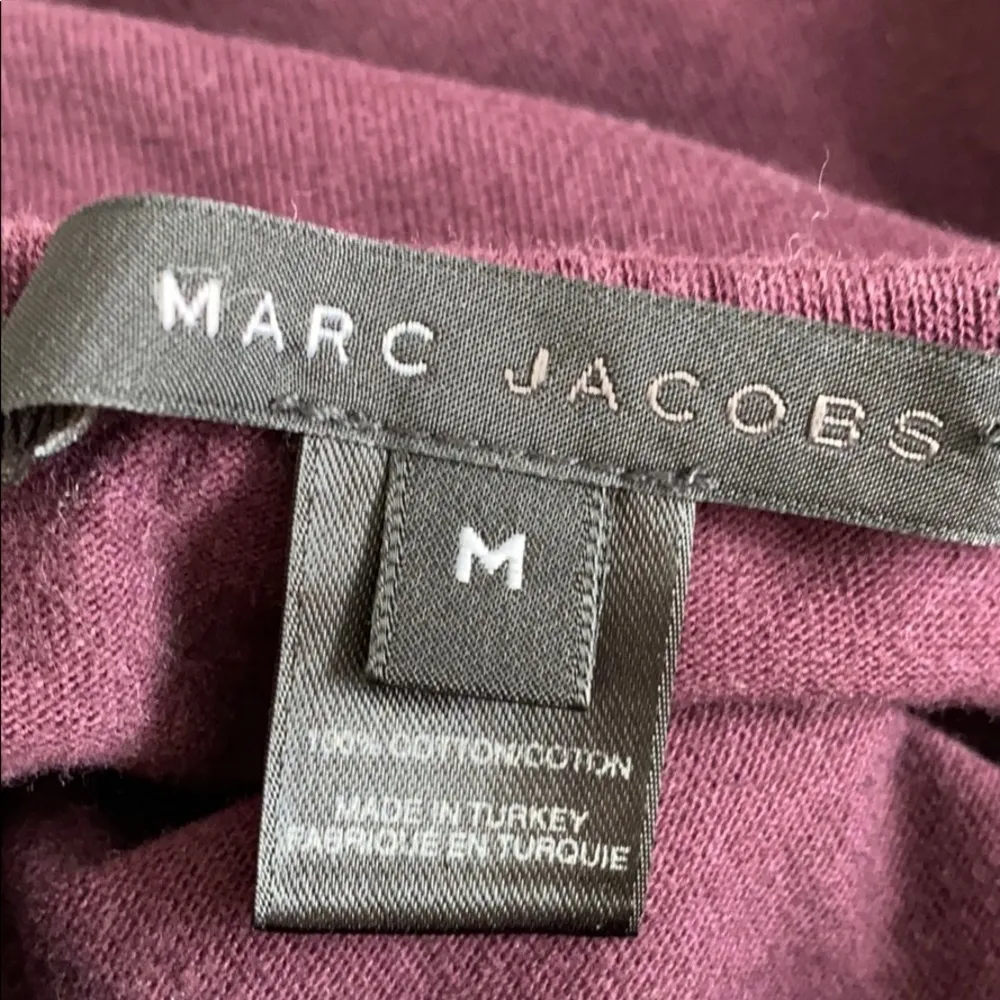 MARC JACOBS
M
100% COTTON/COTON
MADE IN TURKEY
FABRIQUE EN TURQUIE